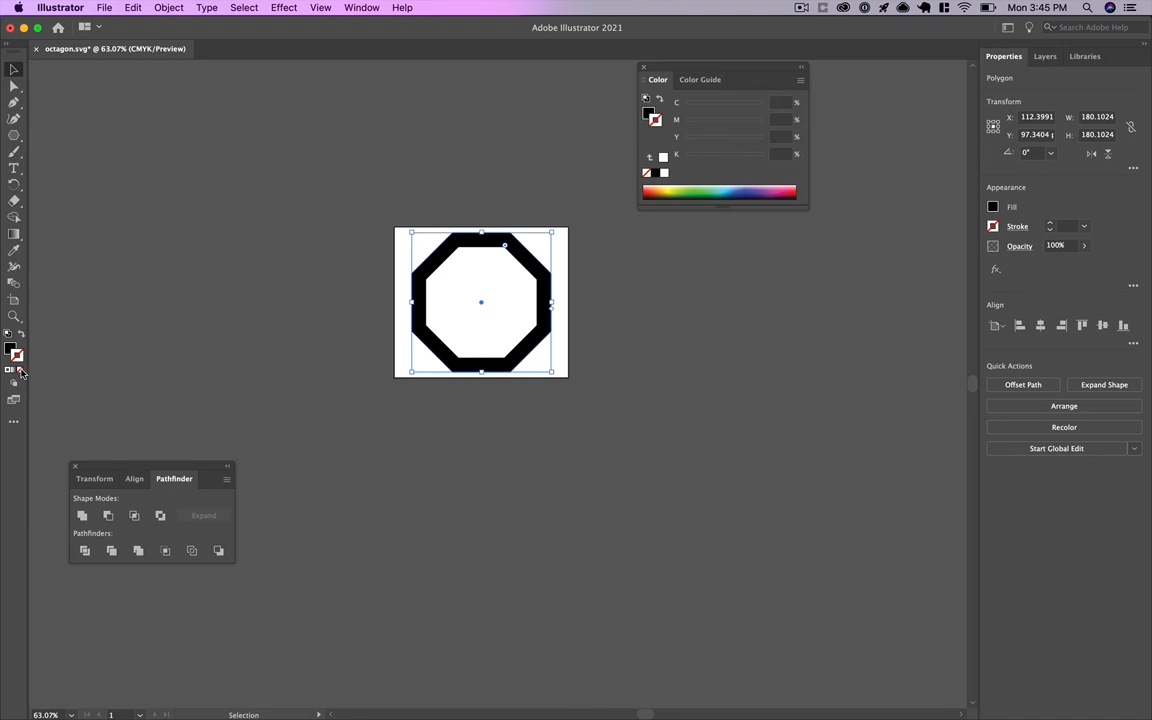 Illustrator File Edit Object Type Select Effect View Window Help Mon 3:45 PM
Adobe Illustrator 2021
Search Adobe Help
octagon.svg* @ 63.07% (CMYK/Preview)
Color Color Guide
C %
M %
Y %
K %
Properties Layers Libraries
Polygon
Transform
X: 112.3991 W: 180.1024
Y: 97.3404 p H: 180.1024
0°
Appearance
Fill
Stroke
Opacity 100%
fx.
Align
Quick Actions
Offset Path Expand Shape
Arrange
Recolor
Start Global Edit
Transform Align Pathfinder
Shape Modes:
Expand
Pathfinders:
63.07% 1 Selection